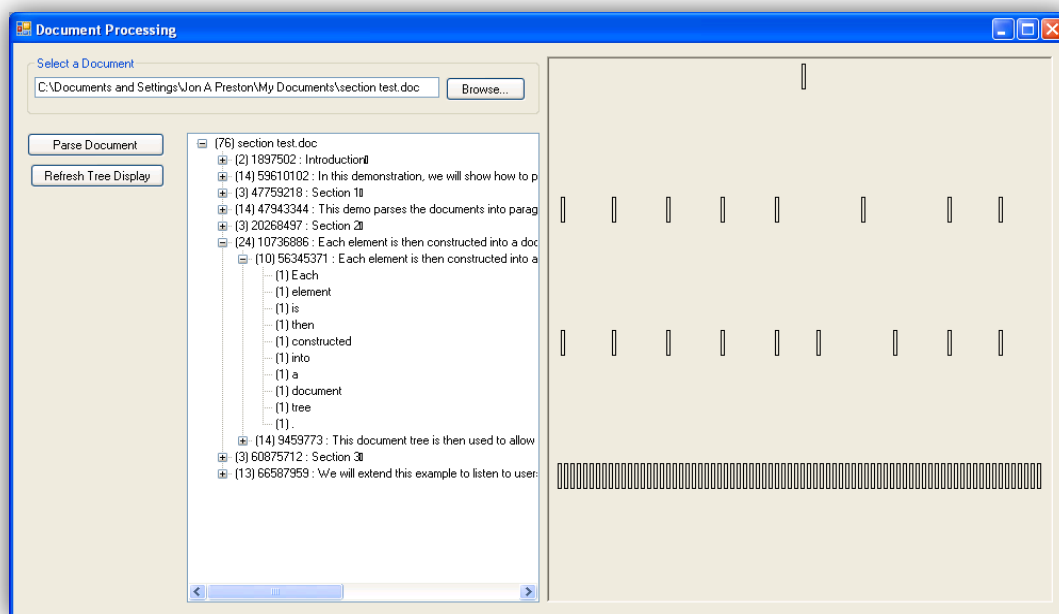 Document Processing
Select a Document
C:\Documents and Settings\Jon A Preston\My Documents\section test.doc
Browse...
Parse Document
Refresh Tree Display
(76) section test.doc
(2) 1897502 : Introduction
(14) 59610102 : In this demonstration, we will show how to p
(3) 47759218 : Section 1
(14) 47943344 : This demo parses the documents into parag
(3) 20268497 : Section 2
(24) 10736886 : Each element is then constructed into a doc
(10) 56345371 : Each element is then constructed into a
(1) Each
(1) element
(1) is
(1) then
(1) constructed
(1) into
(1) a
(1) document
(1) tree
(1) .
(14) 9459773 : This document tree is then used to allow
(3) 60875712 : Section 3
(13) 66587959 : We will extend this example to listen to user